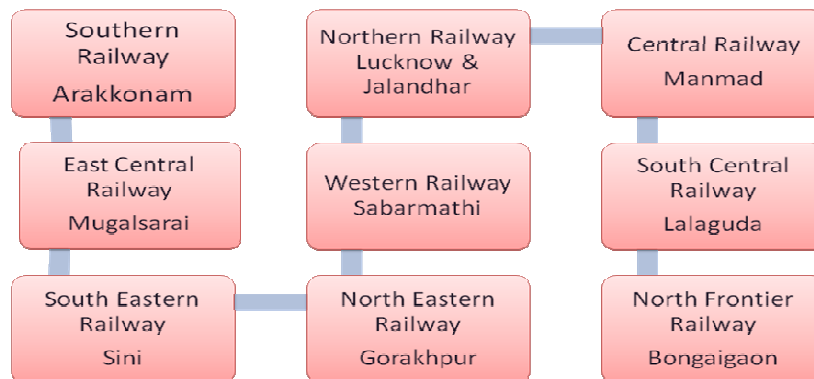 Southern
Railway
Arakkonam
East Central
Railway
Mugalsarai
South Eastern
Railway
Sini
North Eastern
Railway
Gorakhpur
Western Railway
Sabarmathi
Northern Railway
Lucknow &
Jalandhar
Central Railway
Manmad
South Central
Railway
Lalaguda
North Frontier
Railway
Bongaigaon